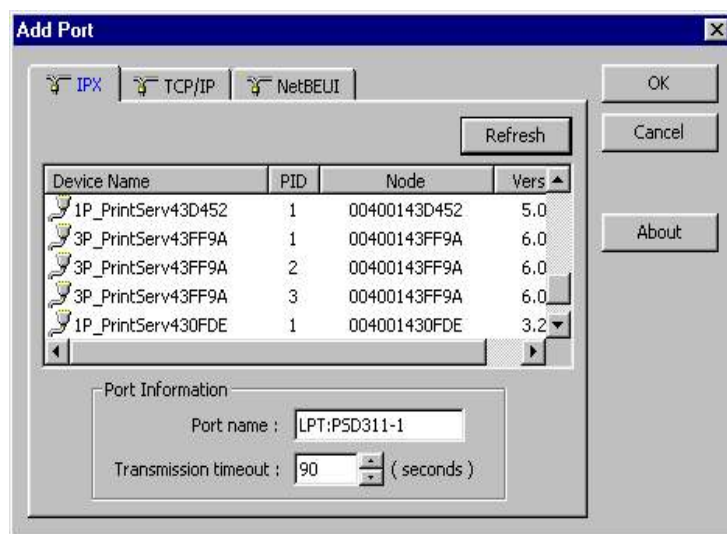 Add Port
IPX TCP/IP NetBEUI OK
Refresh Cancel
Device Name PID Node Vers
1P_PrintServ43D452 1 00400143D452 5.0
3P_PrintServ43FF9A 1 00400143FF9A 6.0 About
3P_PrintServ43FF9A 2 00400143FF9A 6.0
3P_PrintServ43FF9A 3 00400143FF9A 6.0
1P_PrintServ430FDE 1 004001430FDE 3.2
Port Information
Port name : LPT:PSD311-1
Transmission timeout : 90 ( seconds )